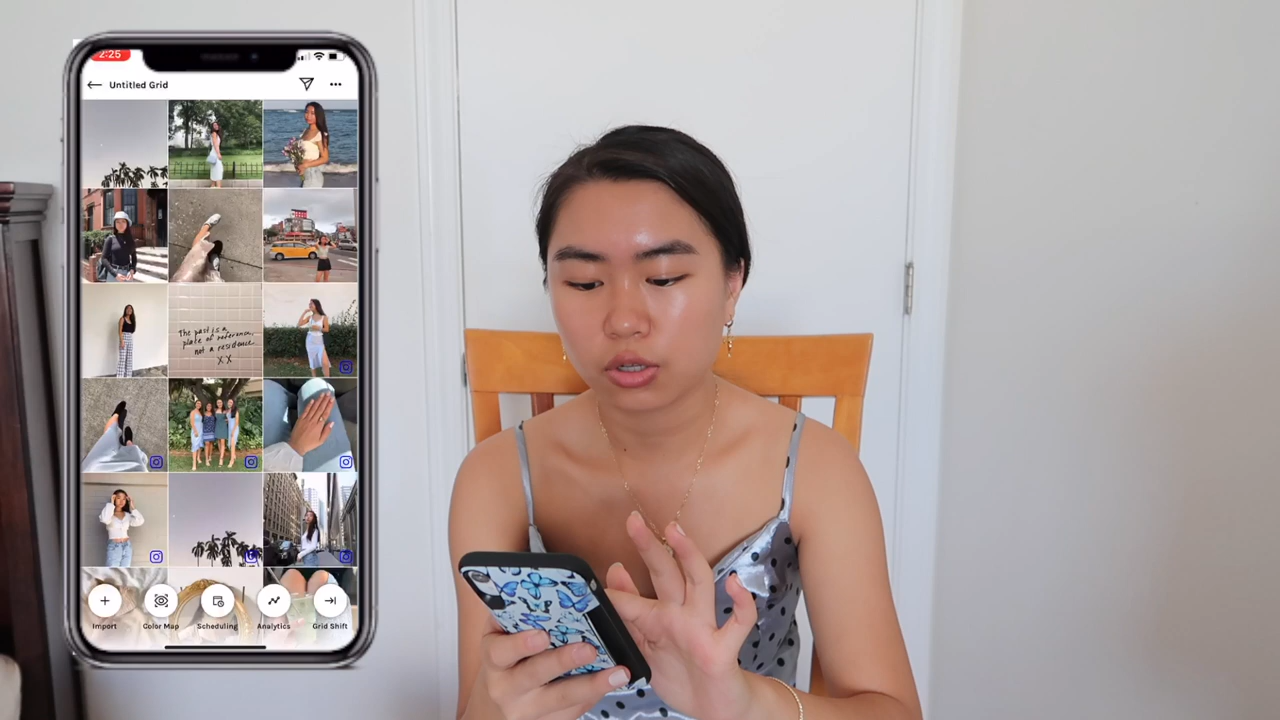 2:25
Untitled Grid
The past is a
place of reference,
not a residence
XX
Import
Color Map
Scheduling
Analytics
Grid Shift